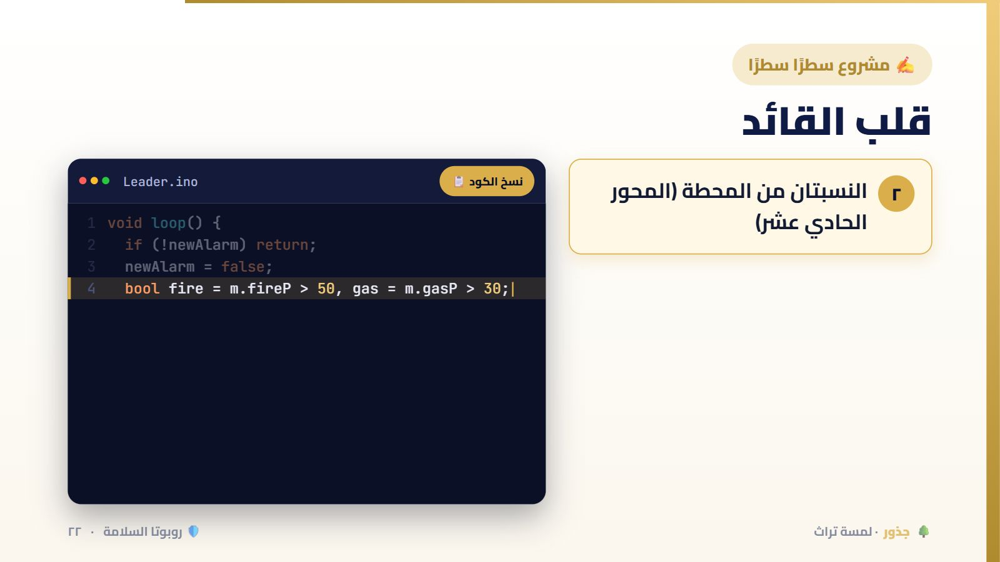 ✍️ مشروع سطرًا سطرًا
قلب القائد
٢
النسبتان من المحطة (المحور
الحادي عشر)
Leader.ino
نسخ الكود 📋
1 void loop() {
2   if (!newAlarm) return;
3   newAlarm = false;
4   bool fire = m.fireP > 50, gas = m.gasP > 30;
🌳 جذور · لمسة تراث
🛡️ روبوتا السلامة · ٢٢